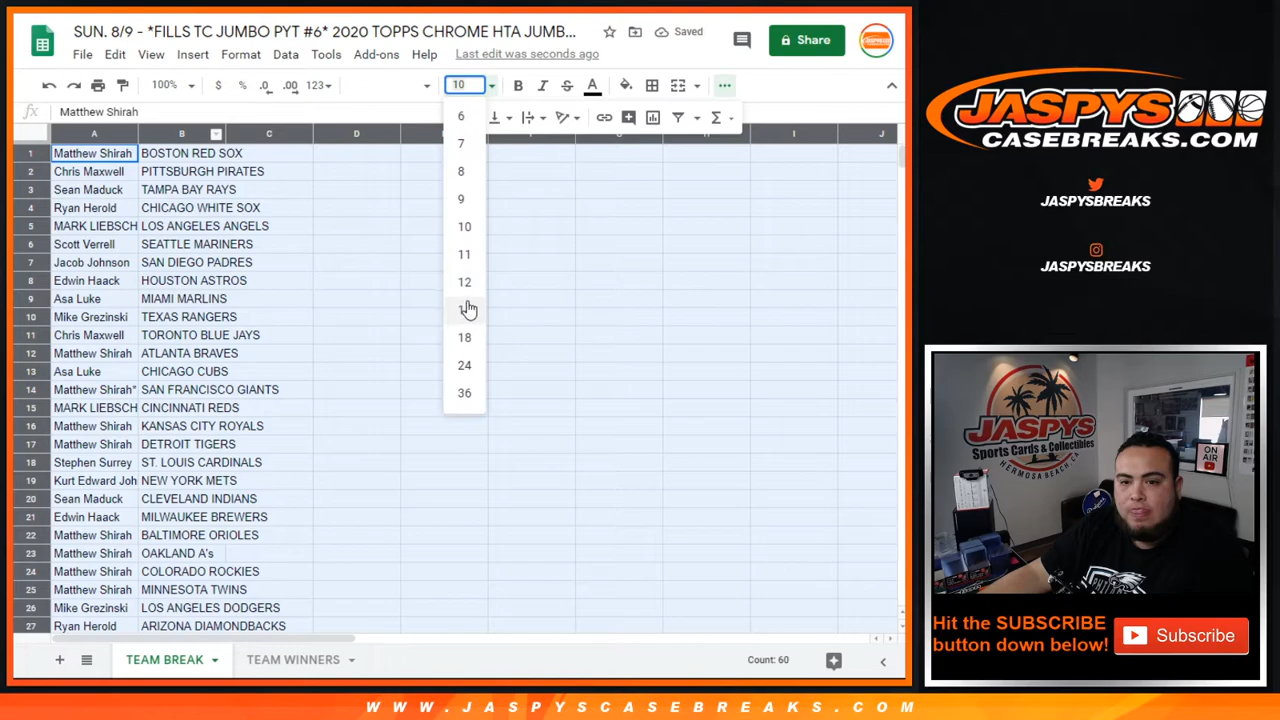 SUN. 8/9 - *FILLS TC JUMBO PYT #6* 2020 TOPPS CHROME HTA JUMB...
Saved
Share
File Edit View Insert Format Data Tools Add-ons Help Last edit was seconds ago
100% $ % .0 .00 123 10 B I S A
fx Matthew Shirah
A B C D I J
1 Matthew Shirah BOSTON RED SOX
2 Chris Maxwell PITTSBURGH PIRATES
3 Sean Maduck TAMPA BAY RAYS
4 Ryan Herold CHICAGO WHITE SOX
5 MARK LIEBSCH LOS ANGELES ANGELS
6 Scott Verrell SEATTLE MARINERS
7 Jacob Johnson SAN DIEGO PADRES
8 Edwin Haack HOUSTON ASTROS
9 Asa Luke MIAMI MARLINS
10 Mike Grezinski TEXAS RANGERS
11 Chris Maxwell TORONTO BLUE JAYS
12 Matthew Shirah ATLANTA BRAVES
13 Asa Luke CHICAGO CUBS
14 Matthew Shirah* SAN FRANCISCO GIANTS
15 MARK LIEBSCH CINCINNATI REDS
16 Matthew Shirah KANSAS CITY ROYALS
17 Matthew Shirah DETROIT TIGERS
18 Stephen Surrey ST. LOUIS CARDINALS
19 Kurt Edward Joh NEW YORK METS
20 Sean Maduck CLEVELAND INDIANS
21 Edwin Haack MILWAUKEE BREWERS
22 Matthew Shirah BALTIMORE ORIOLES
23 Matthew Shirah OAKLAND A's
24 Matthew Shirah COLORADO ROCKIES
25 Matthew Shirah MINNESOTA TWINS
26 Mike Grezinski LOS ANGELES DODGERS
27 Ryan Herold ARIZONA DIAMONDBACKS
6
7
8
9
10
11
12
18
24
36
TEAM BREAK TEAM WINNERS Count: 60
JASPYS
CASEBREAKS.COM
JASPYSBREAKS
JASPYSBREAKS
JASPYS
Sports Cards & Collectibles
HERMOSA BEACH, CA
ON
AIR
Hit the SUBSCRIBE
button down below!
Subscribe
WWW.JASPYSCASEBREAKS.COM